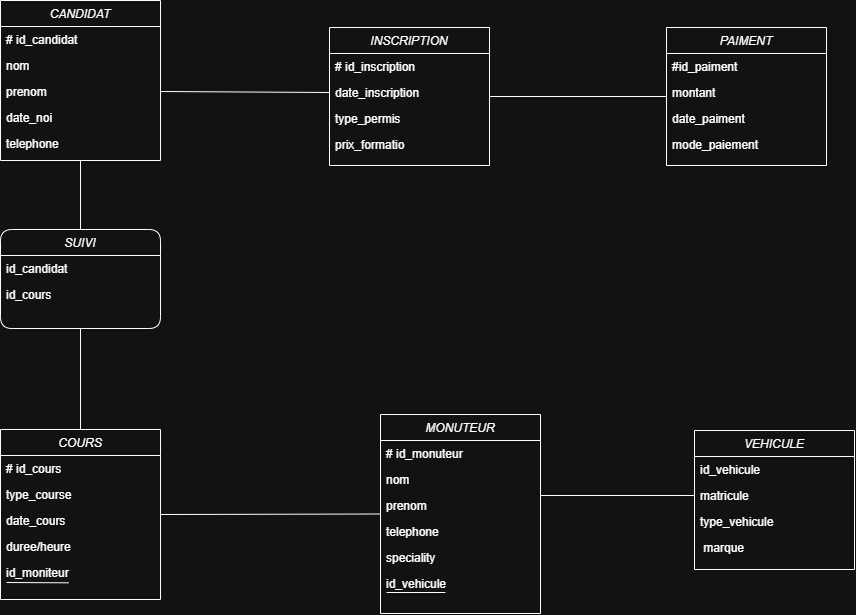 CANDIDAT
# id_candidat
nom
prenom
date_noi
telephone
INSCRIPTION
# id_inscription
date_inscription
type_permis
prix_formatio
PAIMENT
#id_paiment
montant
date_paiment
mode_paiement
SUIVI
id_candidat
id_cours
COURS
# id_cours
type_course
date_cours
duree/heure
id_moniteur
MONUTEUR
# id_monuteur
nom
prenom
telephone
speciality
id_vehicule
VEHICULE
id_vehicule
matricule
type_vehicule
marque